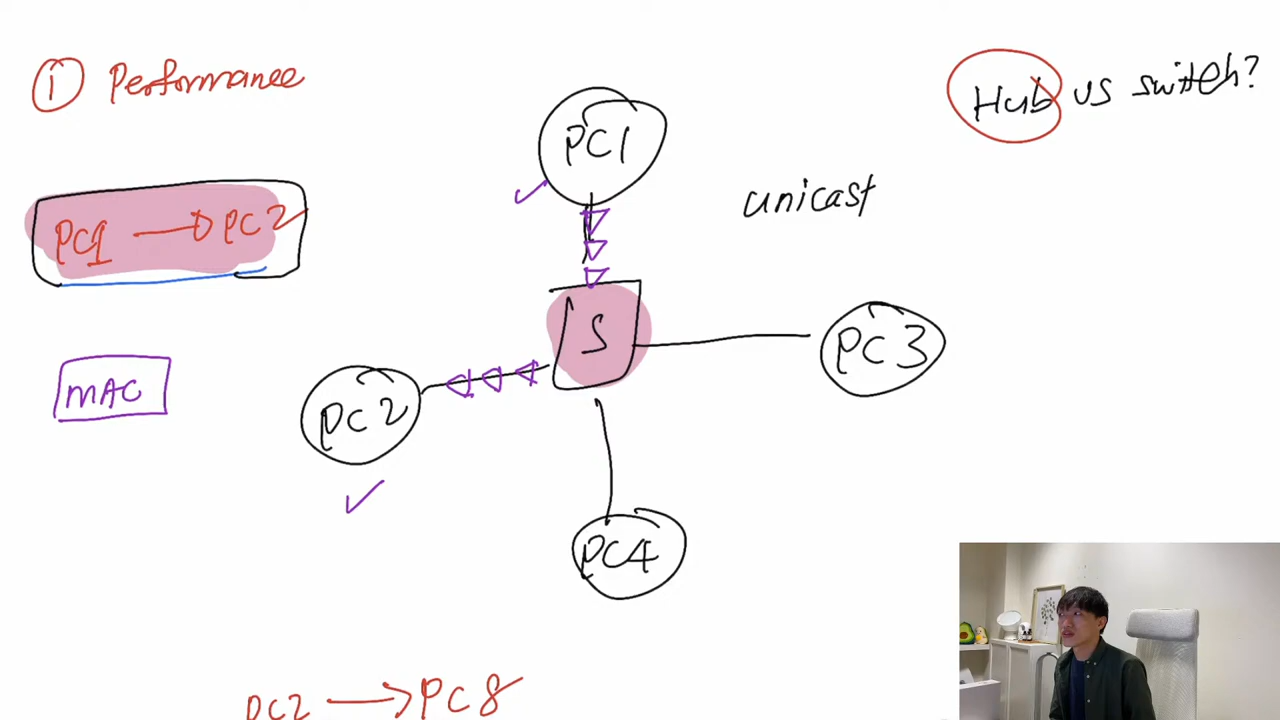 ① Performance
Hub vs switch?
PC1
unicast
PC1 → PC2
S
PC3
MAC
PC2
PC4
PC2 → PC8